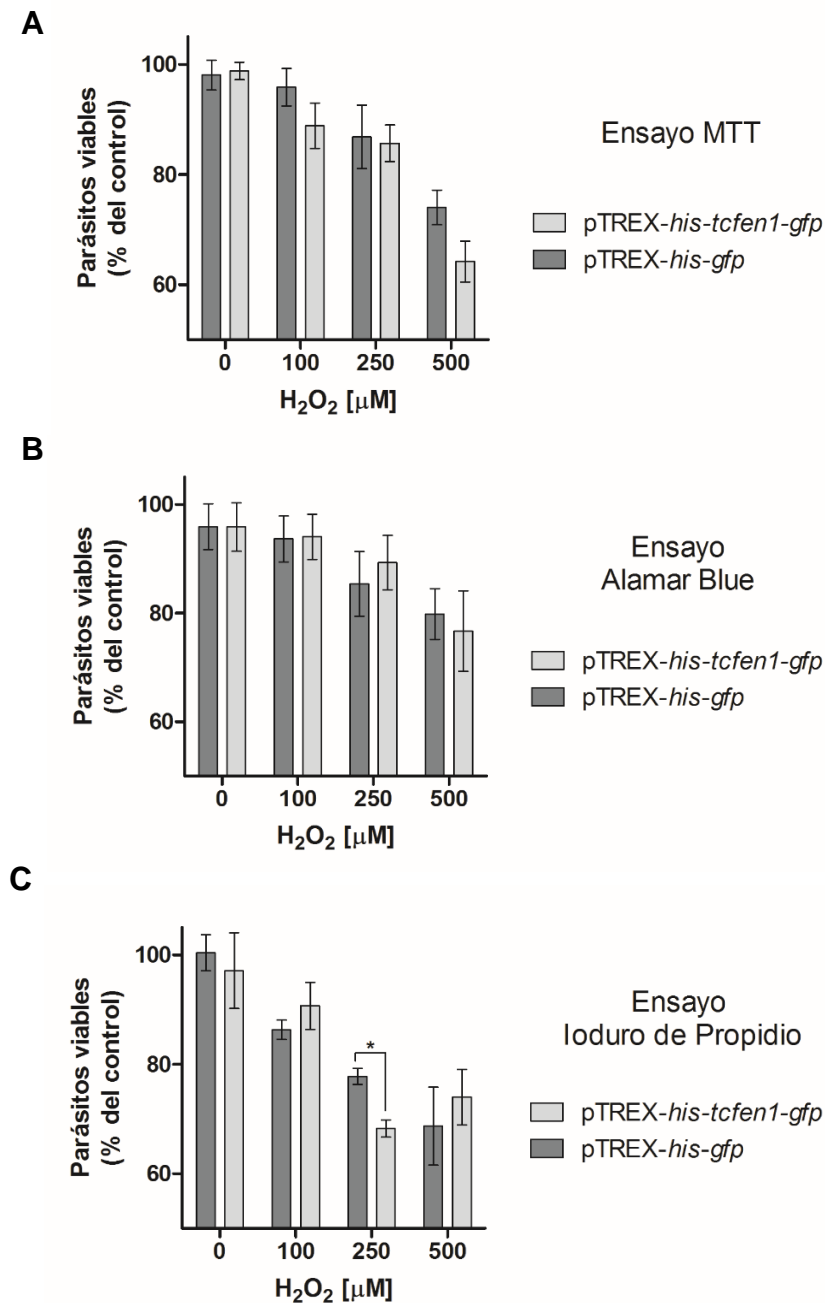 A
Parásitos viables
(% del control)
100
80
60
0 100 250 500
H₂O₂ [μM]
Ensayo MTT
pTREX-his-tcfen1-gfp
pTREX-his-gfp
B
Parásitos viables
(% del control)
100
80
60
0 100 250 500
H₂O₂ [μM]
Ensayo
Alamar Blue
pTREX-his-tcfen1-gfp
pTREX-his-gfp
C
Parásitos viables
(% del control)
100
80
60
*
0 100 250 500
H₂O₂ [μM]
Ensayo
Ioduro de Propidio
pTREX-his-tcfen1-gfp
pTREX-his-gfp